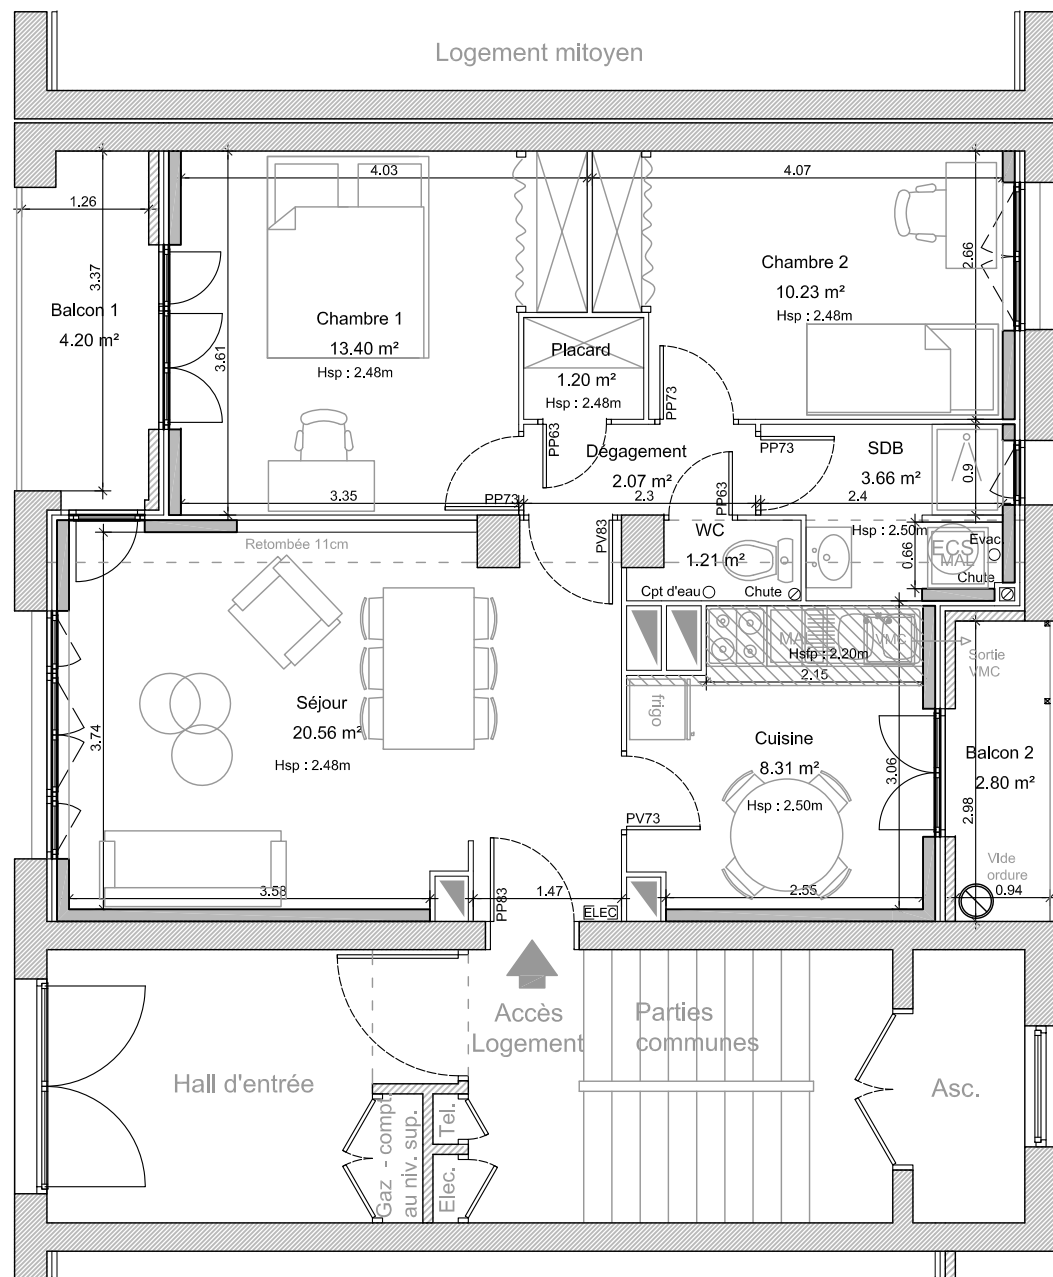 Logement mitoyen
4.03
4.07
1.26
3.37
3.61
2.66
Balcon 1
4.20 m²
Chambre 1
13.40 m²
Hsp : 2.48m
Chambre 2
10.23 m²
Hsp : 2.48m
Placard
1.20 m²
Hsp : 2.48m
PP73
PP63
Dégagement
2.07 m²
PP73
SDB
3.66 m²
0.9
3.35
PP73
2.3
PP63
2.4
Retombée 11cm
PV83
WC
1.21 m²
Hsp : 2.50m
0.66
ECS
MAL
Evac.
Chute
Cpt d'eau
Chute
MAL
VMC
Hsfp : 2.20m
2.15
Sortie
VMC
frigo
Séjour
20.56 m²
Hsp : 2.48m
3.74
Cuisine
8.31 m²
Hsp : 2.50m
3.06
Balcon 2
2.80 m²
2.98
PV73
Vide
ordure
0.94
3.58
PP83
1.47
ELEC
2.55
Accès
Logement
Parties
communes
Hall d'entrée
Asc.
Gaz - compt.
au niv. sup.
Tel.
Elec.